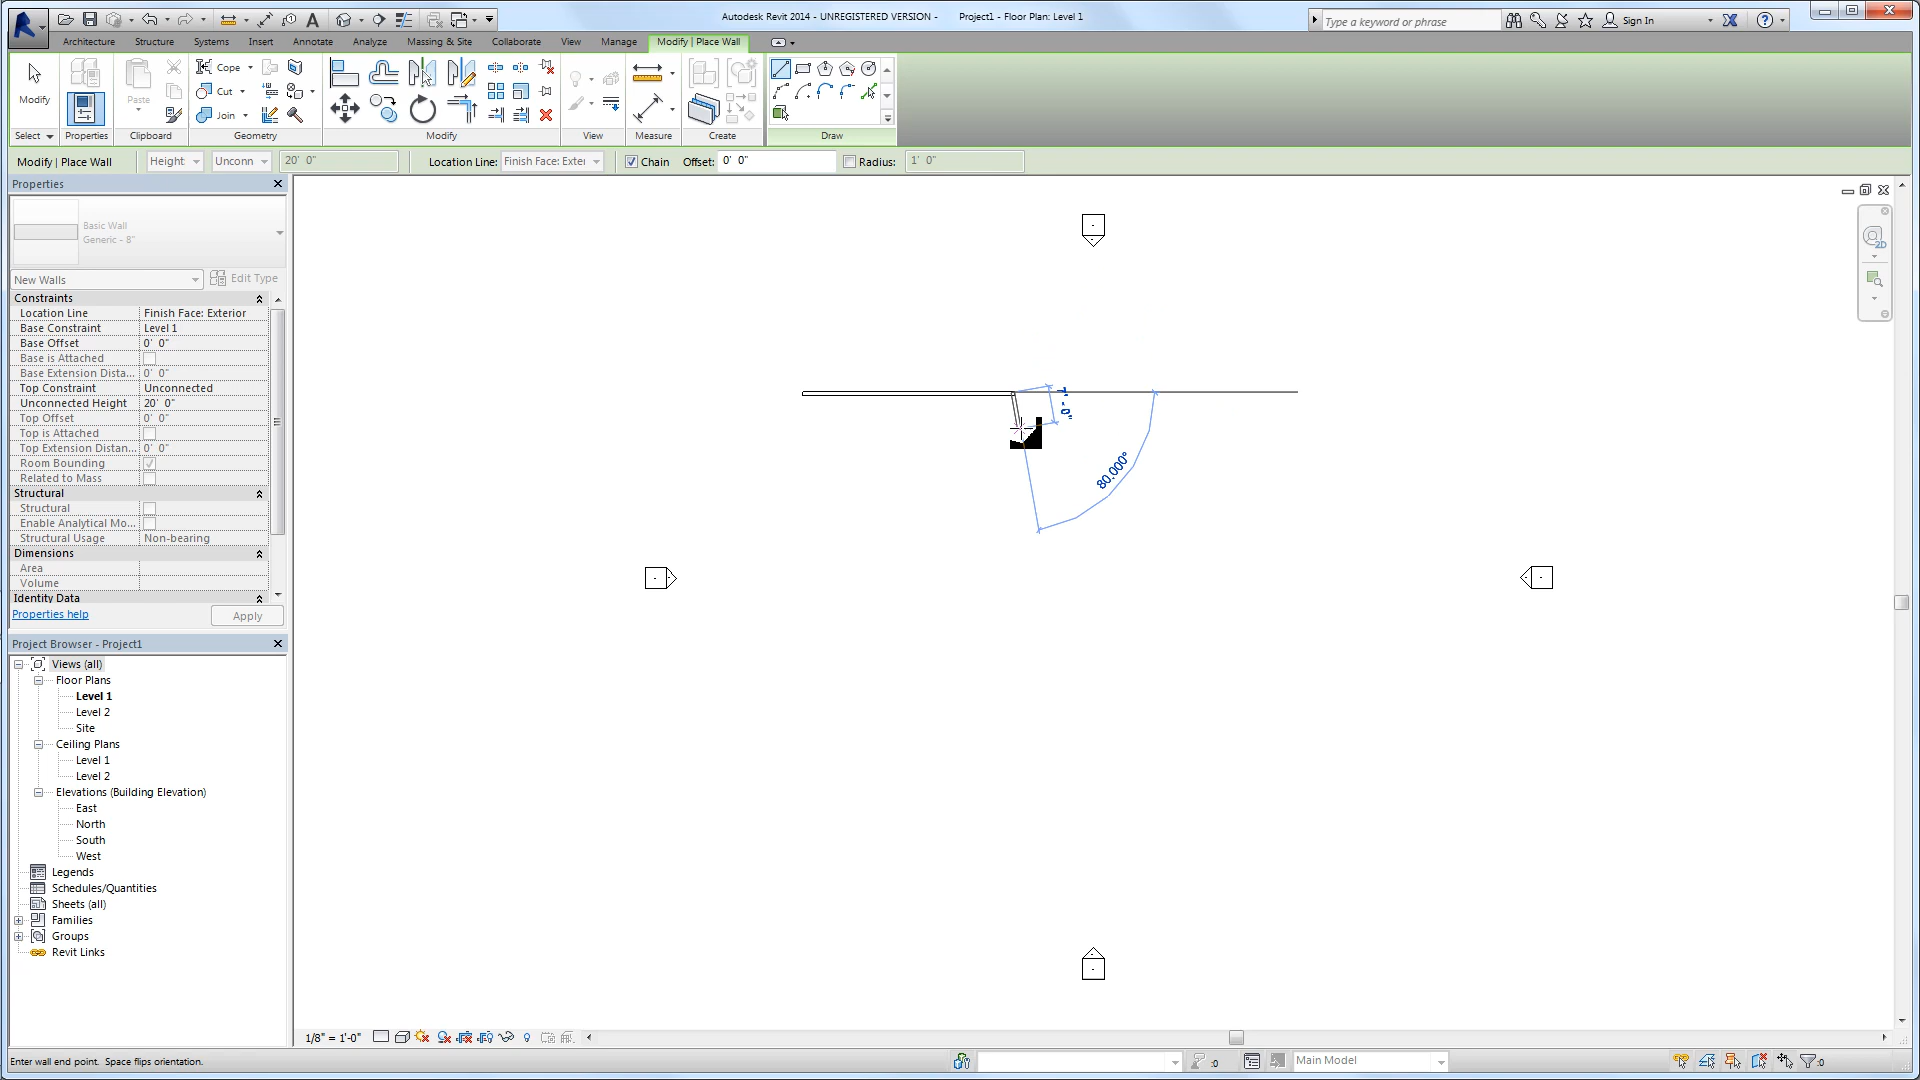 Autodesk Revit 2014 - UNREGISTERED VERSION - Project1 - Floor Plan: Level 1
Type a keyword or phrase
Sign In
Architecture Structure Systems Insert Annotate Analyze Massing & Site Collaborate View Manage Modify | Place Wall
Modify
Paste
Cope
Cut
Join
Select Properties Clipboard Geometry Modify View Measure Create Draw
Modify | Place Wall Height Unconn 20' 0" Location Line: Finish Face: Exter Chain Offset: 0' 0" Radius: 1' 0"
Properties
Basic Wall
Generic - 8"
New Walls Edit Type
Constraints
Location Line Finish Face: Exterior
Base Constraint Level 1
Base Offset 0' 0"
Base is Attached
Base Extension Dista... 0' 0"
Top Constraint Unconnected
Unconnected Height 20' 0"
Top Offset 0' 0"
Top is Attached
Top Extension Distan... 0' 0"
Room Bounding
Related to Mass
Structural
Structural
Enable Analytical Mo...
Structural Usage Non-bearing
Dimensions
Area
Volume
Identity Data
Properties help Apply
Project Browser - Project1
Views (all)
Floor Plans
Level 1
Level 2
Site
Ceiling Plans
Level 1
Level 2
Elevations (Building Elevation)
East
North
South
West
Legends
Schedules/Quantities
Sheets (all)
Families
Groups
Revit Links
80.000°
2D
1/8" = 1'-0"
Enter wall end point. Space flips orientation.
:0
Main Model
:0